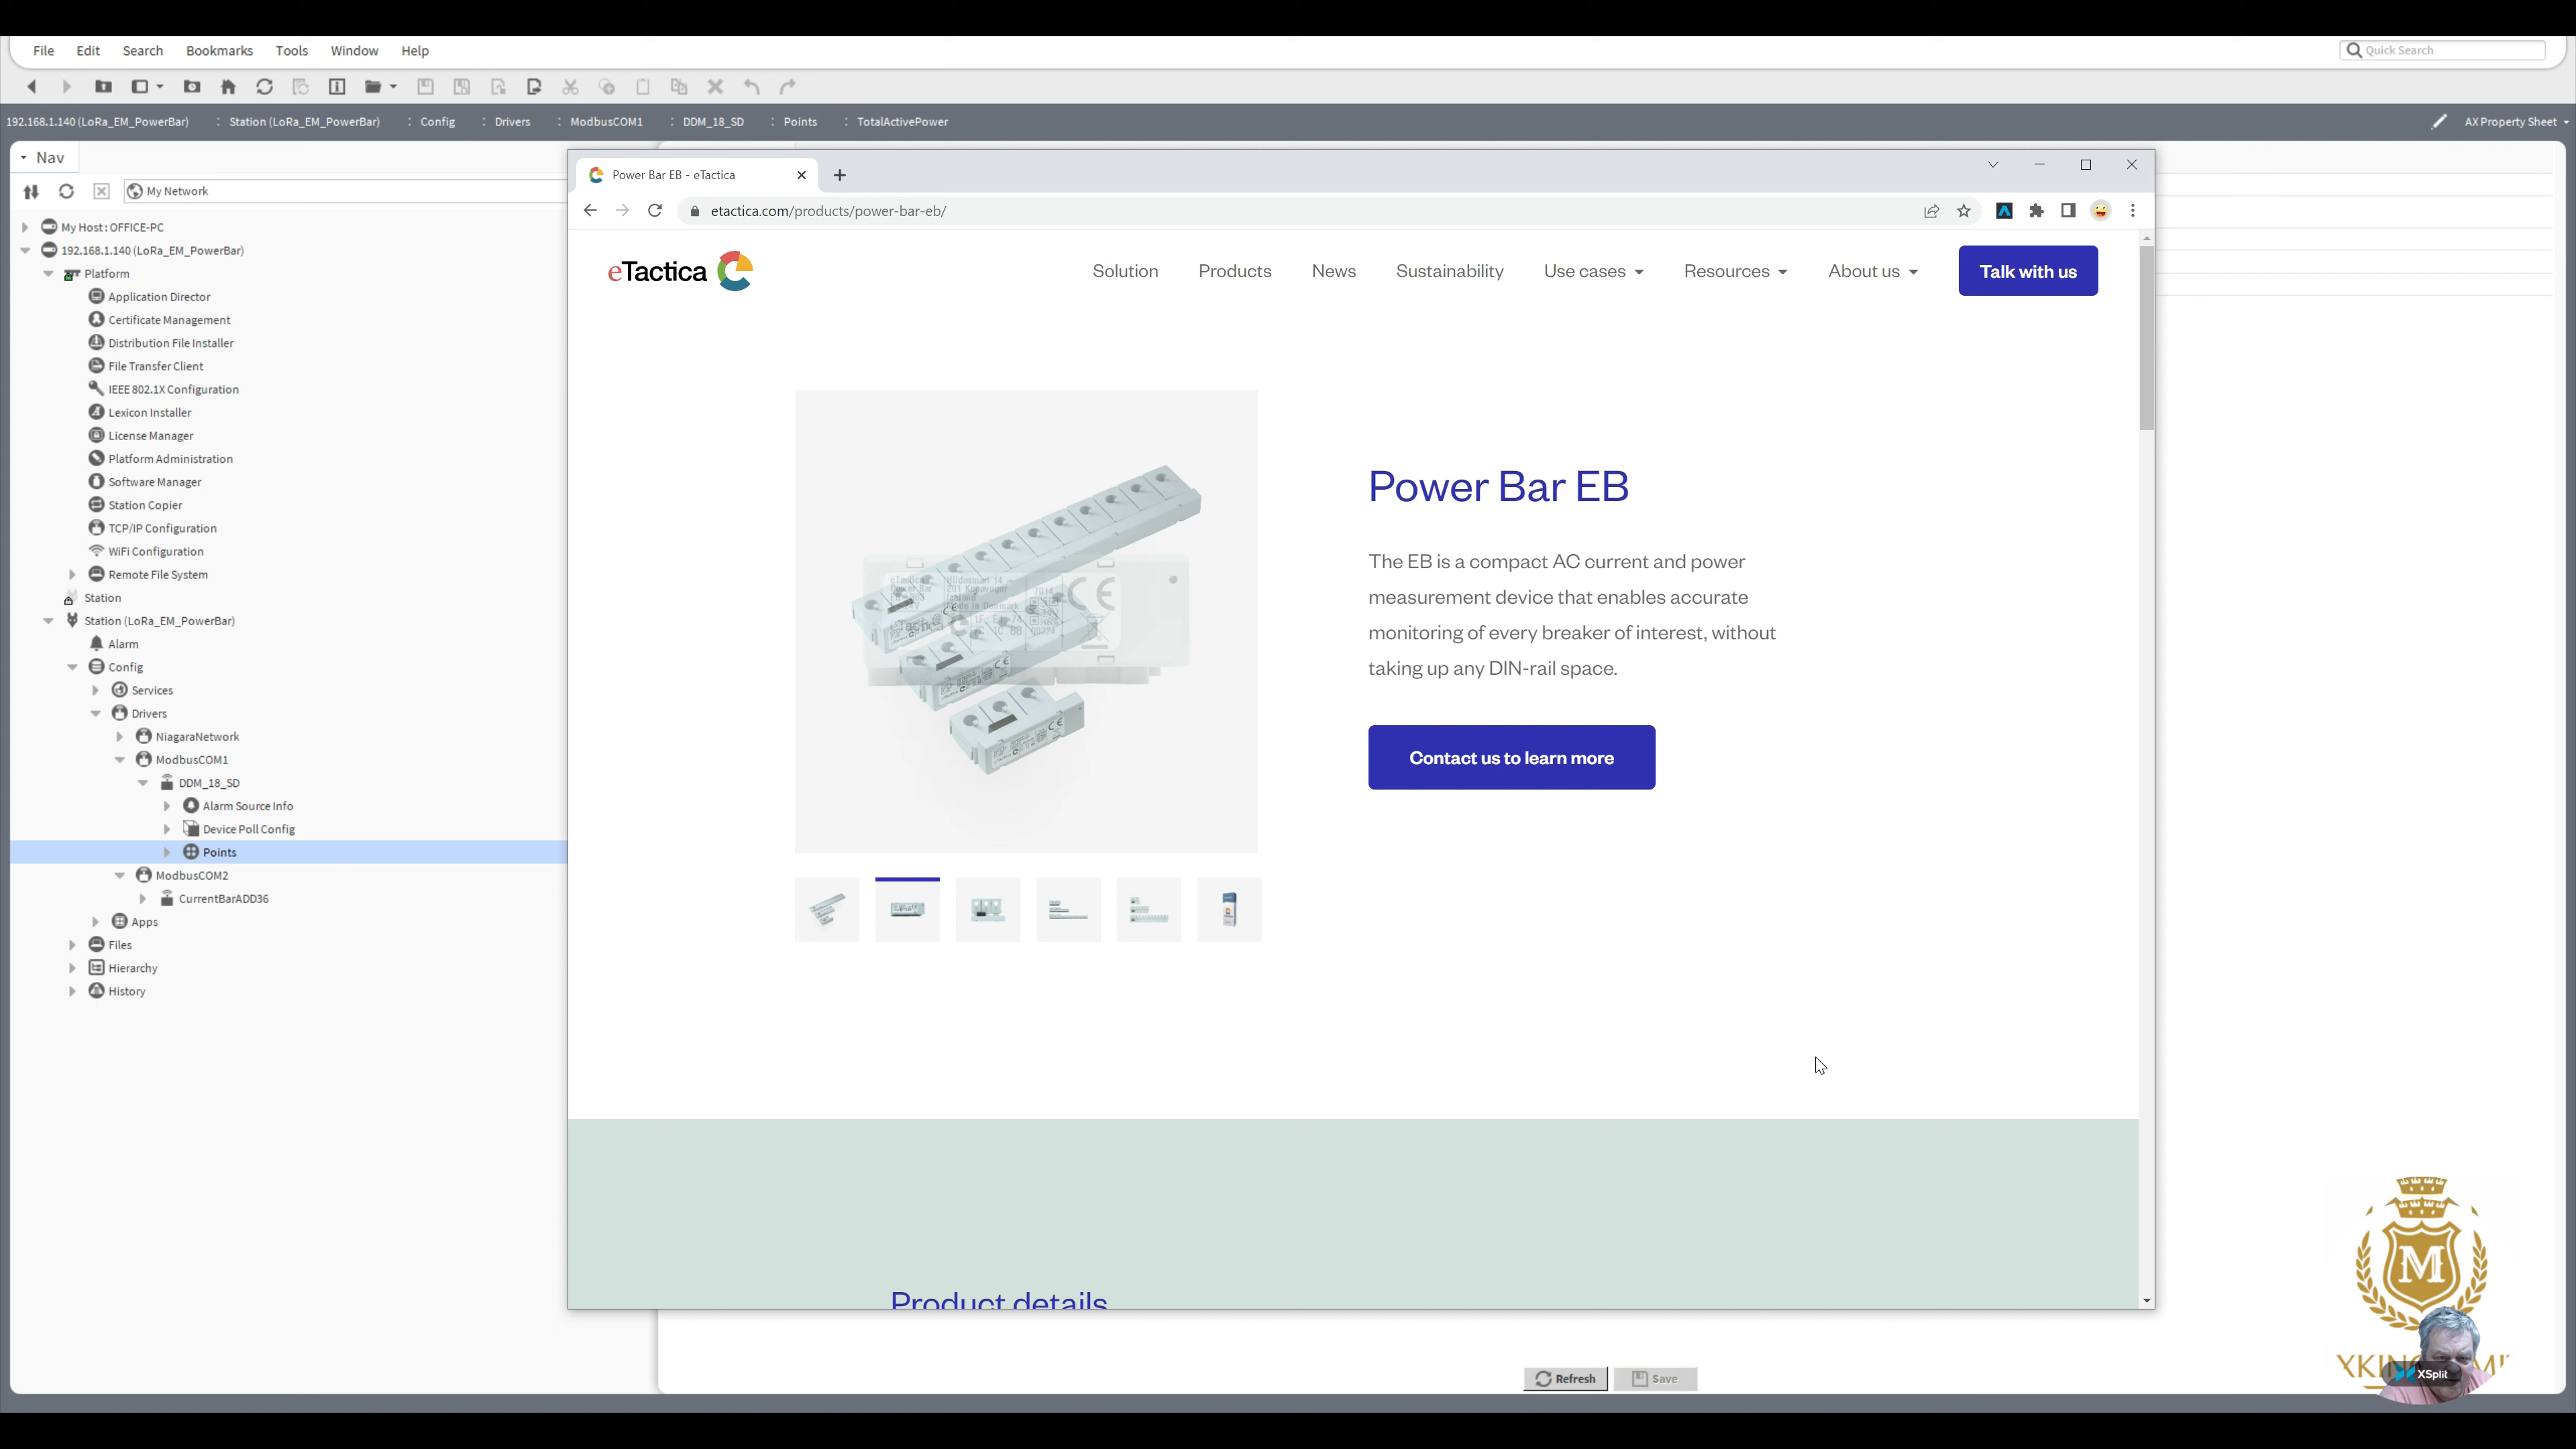 File Edit Search Bookmarks Tools Window Help
Quick Search
192.168.1.140 (LoRa_EM_PowerBar) : Station (LoRa_EM_PowerBar) : Config : Drivers : ModbusCOM1 : DDM_18_SD : Points : TotalActivePower
AX Property Sheet
Nav
My Network
My Host : OFFICE-PC
192.168.1.140 (LoRa_EM_PowerBar)
Platform
Application Director
Certificate Management
Distribution File Installer
File Transfer Client
IEEE 802.1X Configuration
Lexicon Installer
License Manager
Platform Administration
Software Manager
Station Copier
TCP/IP Configuration
WiFi Configuration
Remote File System
Station
Station (LoRa_EM_PowerBar)
Alarm
Config
Services
Drivers
NiagaraNetwork
ModbusCOM1
DDM_18_SD
Alarm Source Info
Device Poll Config
Points
ModbusCOM2
CurrentBarADD36
Apps
Files
Hierarchy
History
Power Bar EB - eTactica
etactica.com/products/power-bar-eb/
eTactica
Solution Products News Sustainability Use cases Resources About us Talk with us
Power Bar EB
The EB is a compact AC current and power
measurement device that enables accurate
monitoring of every breaker of interest, without
taking up any DIN-rail space.
Contact us to learn more
Product details
Refresh Save
M
XSplit